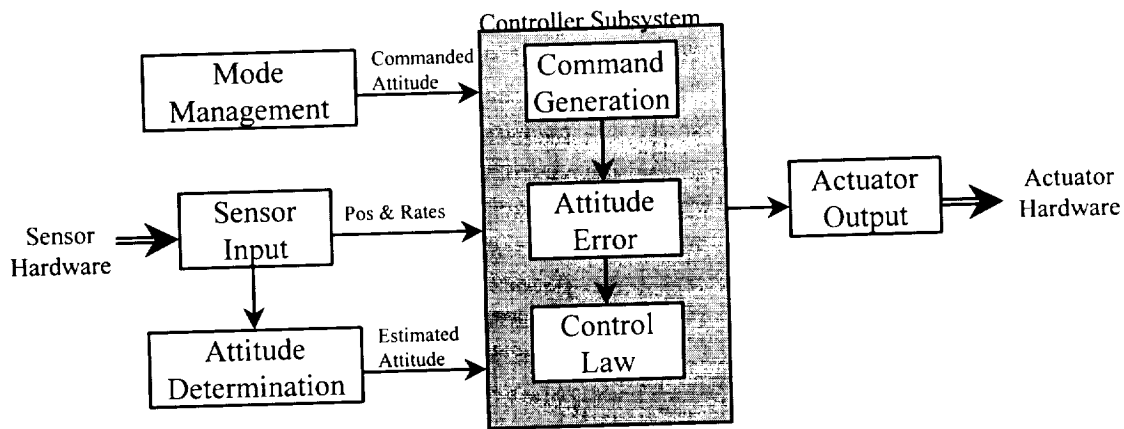 Controller Subsystem
Mode
Management
Commanded
Attitude
Command
Generation
Sensor
Hardware
Sensor
Input
Pos & Rates
Attitude
Error
Actuator
Output
Actuator
Hardware
Attitude
Determination
Estimated
Attitude
Control
Law